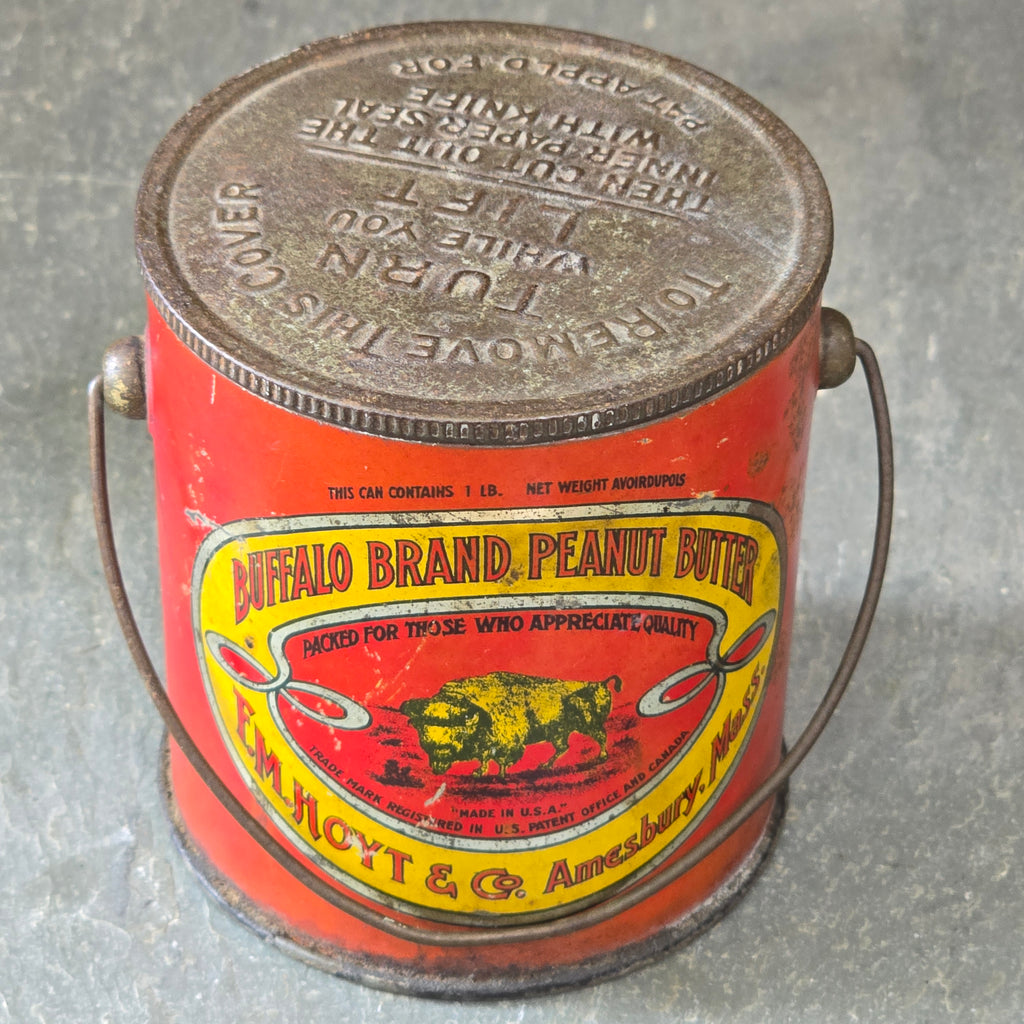 TO REMOVE THIS COVER
TURN
WHILE YOU
LIFT
THEN CUT OUT THE
INNER PAPER SEAL
WITH KNIFE
PAT APPLD FOR
THIS CAN CONTAINS 1 LB. NET WEIGHT AVOIRDUPOIS
BUFFALO BRAND PEANUT BUTTER
PACKED FOR THOSE WHO APPRECIATE QUALITY
"MADE IN U.S.A."
TRADE MARK REGISTERED IN U.S. PATENT OFFICE AND CANADA
F.M. HOYT & Co. Amesbury, Mass.